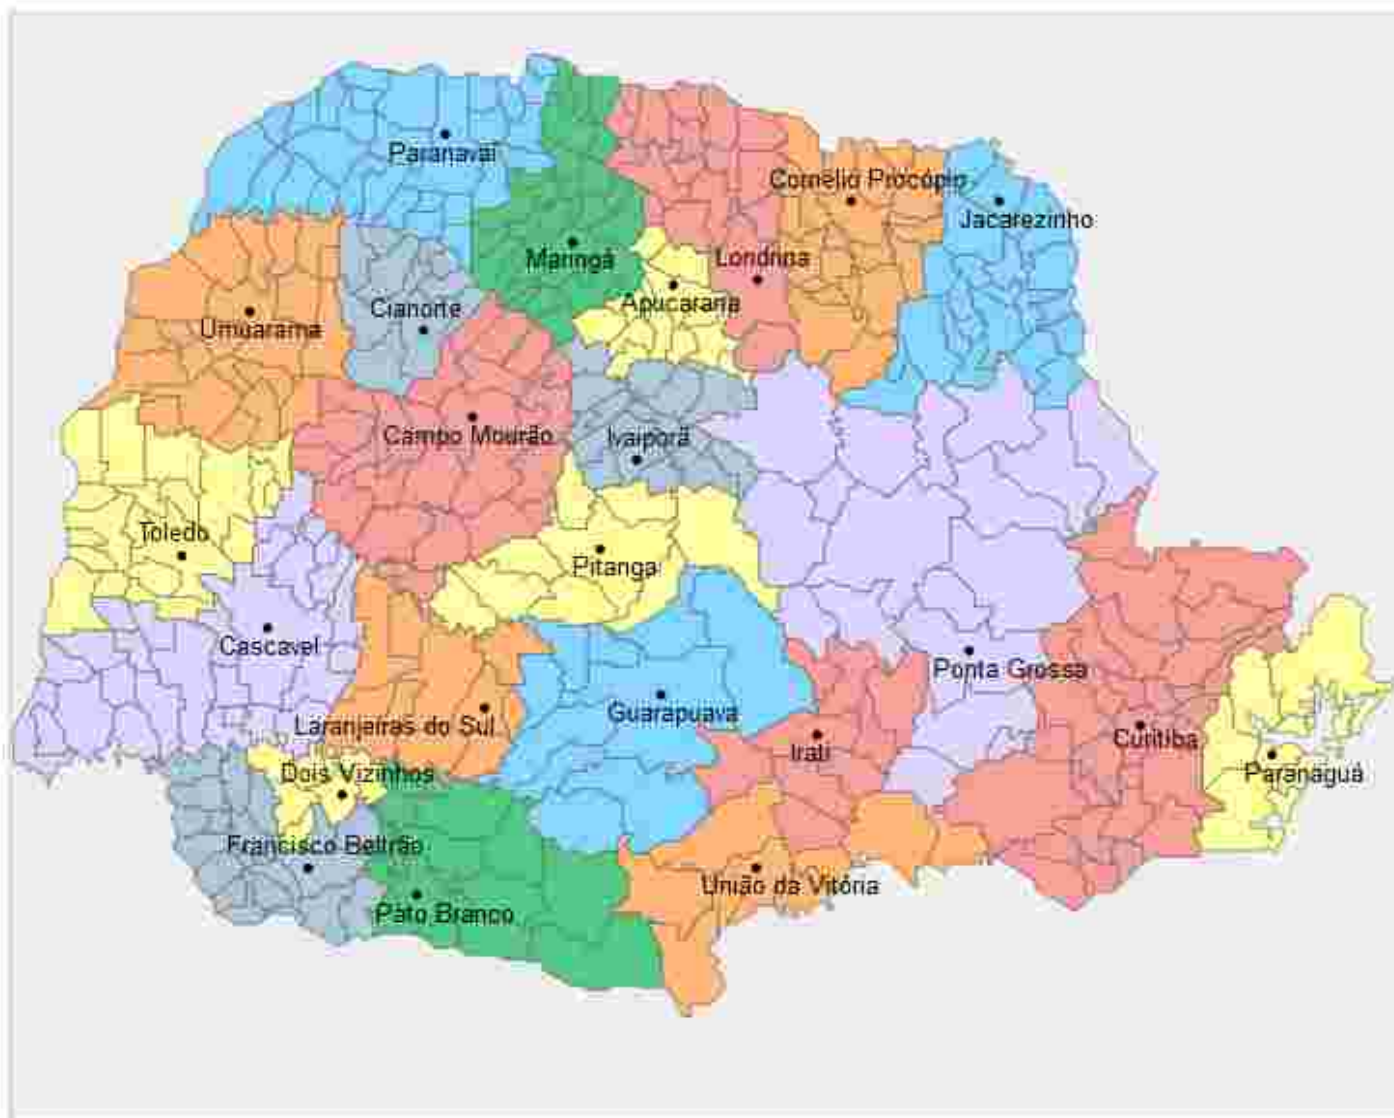 Paranavaí
Cornélio Procópio
Jacarezinho
Maringá
Londrina
Apucarana
Cianorte
Umuarama
Campo Mourão
Ivaiporã
Toledo
Pitanga
Cascavel
Ponta Grossa
Guarapuava
Laranjeiras do Sul
Irati
Curitiba
Dois Vizinhos
Paranaguá
Francisco Beltrão
União da Vitória
Pato Branco